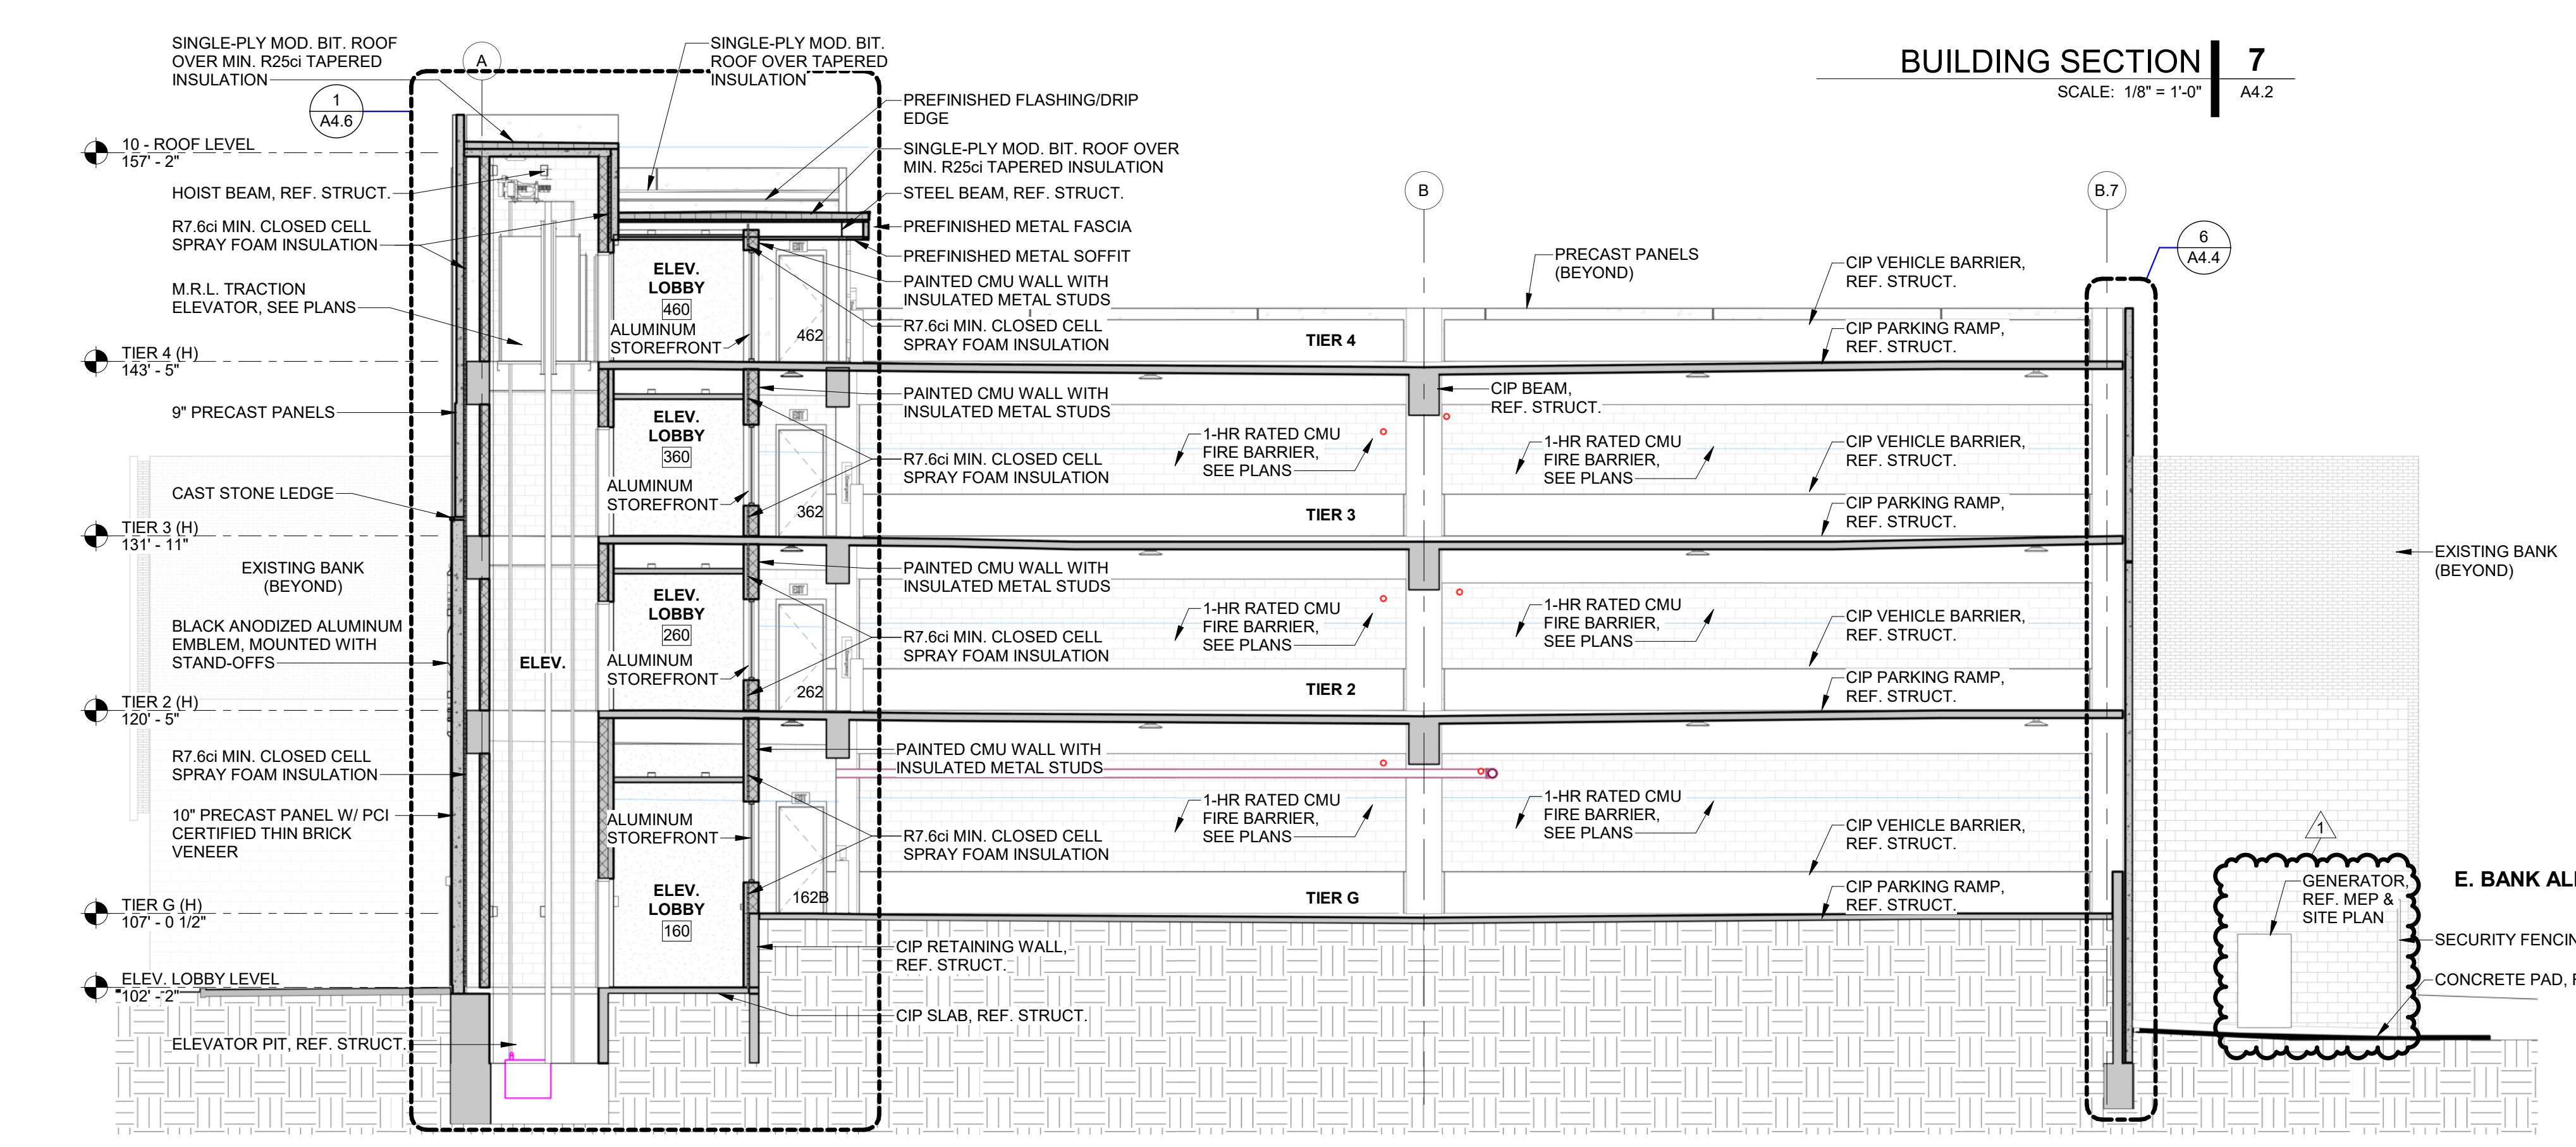 BUILDING SECTION
7
SCALE: 1/8" = 1'-0"
A4.2
SINGLE-PLY MOD. BIT. ROOF
OVER MIN. R25ci TAPERED
INSULATION
A
1
A4.6
SINGLE-PLY MOD. BIT.
ROOF OVER TAPERED
INSULATION
10 - ROOF LEVEL
157' - 2"
HOIST BEAM, REF. STRUCT.
R7.6ci MIN. CLOSED CELL
SPRAY FOAM INSULATION
M.R.L. TRACTION
ELEVATOR, SEE PLANS
TIER 4 (H)
143' - 5"
9" PRECAST PANELS
CAST STONE LEDGE
TIER 3 (H)
131' - 11"
EXISTING BANK
(BEYOND)
BLACK ANODIZED ALUMINUM
EMBLEM, MOUNTED WITH
STAND-OFFS
TIER 2 (H)
120' - 5"
R7.6ci MIN. CLOSED CELL
SPRAY FOAM INSULATION
10" PRECAST PANEL W/ PCI
CERTIFIED THIN BRICK
VENEER
TIER G (H)
107' - 0 1/2"
ELEV. LOBBY LEVEL
102' - 2"
ELEVATOR PIT, REF. STRUCT.
ELEV.
ELEV.
LOBBY
460
ALUMINUM
STOREFRONT
EXIT
462
ELEV.
LOBBY
360
ALUMINUM
STOREFRONT
EXIT
362
ELEV.
LOBBY
260
ALUMINUM
STOREFRONT
EXIT
262
ALUMINUM
STOREFRONT
ELEV.
LOBBY
160
EXIT
162B
PREFINISHED FLASHING/DRIP
EDGE
SINGLE-PLY MOD. BIT. ROOF OVER
MIN. R25ci TAPERED INSULATION
STEEL BEAM, REF. STRUCT.
PREFINISHED METAL FASCIA
PREFINISHED METAL SOFFIT
PAINTED CMU WALL WITH
INSULATED METAL STUDS
R7.6ci MIN. CLOSED CELL
SPRAY FOAM INSULATION
PAINTED CMU WALL WITH
INSULATED METAL STUDS
R7.6ci MIN. CLOSED CELL
SPRAY FOAM INSULATION
PAINTED CMU WALL WITH
INSULATED METAL STUDS
R7.6ci MIN. CLOSED CELL
SPRAY FOAM INSULATION
PAINTED CMU WALL WITH
INSULATED METAL STUDS
R7.6ci MIN. CLOSED CELL
SPRAY FOAM INSULATION
CIP RETAINING WALL,
REF. STRUCT.
CIP SLAB, REF. STRUCT.
B
B.7
6
A4.4
PRECAST PANELS
(BEYOND)
CIP VEHICLE BARRIER,
REF. STRUCT.
TIER 4
CIP PARKING RAMP,
REF. STRUCT.
CIP BEAM,
REF. STRUCT.
1-HR RATED CMU
FIRE BARRIER,
SEE PLANS
1-HR RATED CMU
FIRE BARRIER,
SEE PLANS
CIP VEHICLE BARRIER,
REF. STRUCT.
TIER 3
CIP PARKING RAMP,
REF. STRUCT.
1-HR RATED CMU
FIRE BARRIER,
SEE PLANS
1-HR RATED CMU
FIRE BARRIER,
SEE PLANS
CIP VEHICLE BARRIER,
REF. STRUCT.
TIER 2
CIP PARKING RAMP,
REF. STRUCT.
1-HR RATED CMU
FIRE BARRIER,
SEE PLANS
1-HR RATED CMU
FIRE BARRIER,
SEE PLANS
CIP VEHICLE BARRIER,
REF. STRUCT.
TIER G
CIP PARKING RAMP,
REF. STRUCT.
EXISTING BANK
(BEYOND)
1
GENERATOR,
REF. MEP &
SITE PLAN
E. BANK AL
SECURITY FENCIN
CONCRETE PAD,